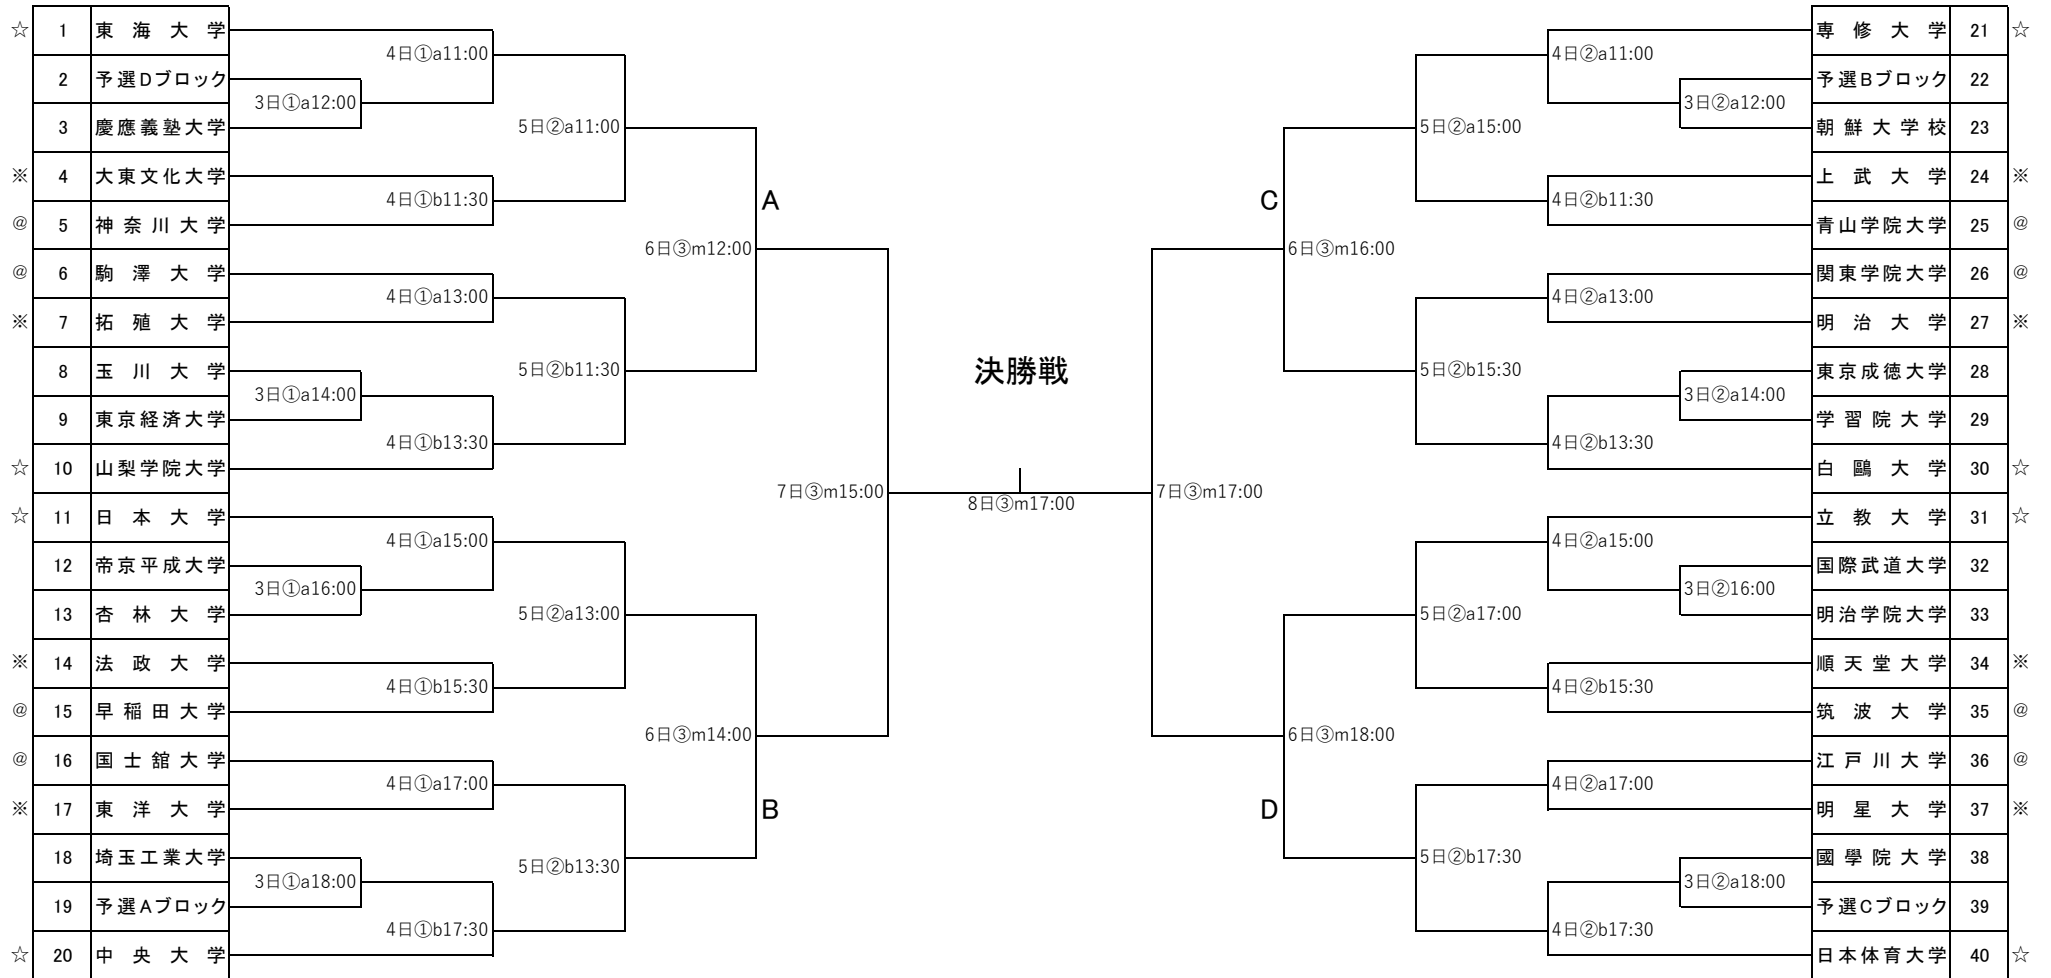 ☆ 1 東海大学
2 予選Dブロック
3 慶應義塾大学
※ 4 大東文化大学
@ 5 神奈川大学
@ 6 駒澤大学
※ 7 拓殖大学
8 玉川大学
9 東京経済大学
☆ 10 山梨学院大学
☆ 11 日本大学
12 帝京平成大学
13 杏林大学
※ 14 法政大学
@ 15 早稲田大学
@ 16 国士舘大学
※ 17 東洋大学
18 埼玉工業大学
19 予選Aブロック
☆ 20 中央大学
3日①a12:00
3日①a14:00
3日①a16:00
3日①a18:00
4日①a11:00
4日①b11:30
4日①a13:00
4日①b13:30
4日①a15:00
4日①b15:30
4日①a17:00
4日①b17:30
5日②a11:00
5日②b11:30
5日②a13:00
5日②b13:30
A
6日③m12:00
6日③m14:00
B
7日③m15:00
決勝戦
8日③m17:00
7日③m17:00
C
6日③m16:00
6日③m18:00
D
5日②a15:00
5日②b15:30
5日②a17:00
5日②b17:30
4日②a11:00
4日②b11:30
4日②a13:00
4日②b13:30
4日②a15:00
4日②b15:30
4日②a17:00
4日②b17:30
3日②a12:00
3日②a14:00
3日②16:00
3日②a18:00
専修大学 21 ☆
予選Bブロック 22
朝鮮大学校 23
上武大学 24 ※
青山学院大学 25 @
関東学院大学 26 @
明治大学 27 ※
東京成徳大学 28
学習院大学 29
白鷗大学 30 ☆
立教大学 31 ☆
国際武道大学 32
明治学院大学 33
順天堂大学 34 ※
筑波大学 35 @
江戸川大学 36 @
明星大学 37 ※
國學院大学 38
予選Cブロック 39
日本体育大学 40 ☆